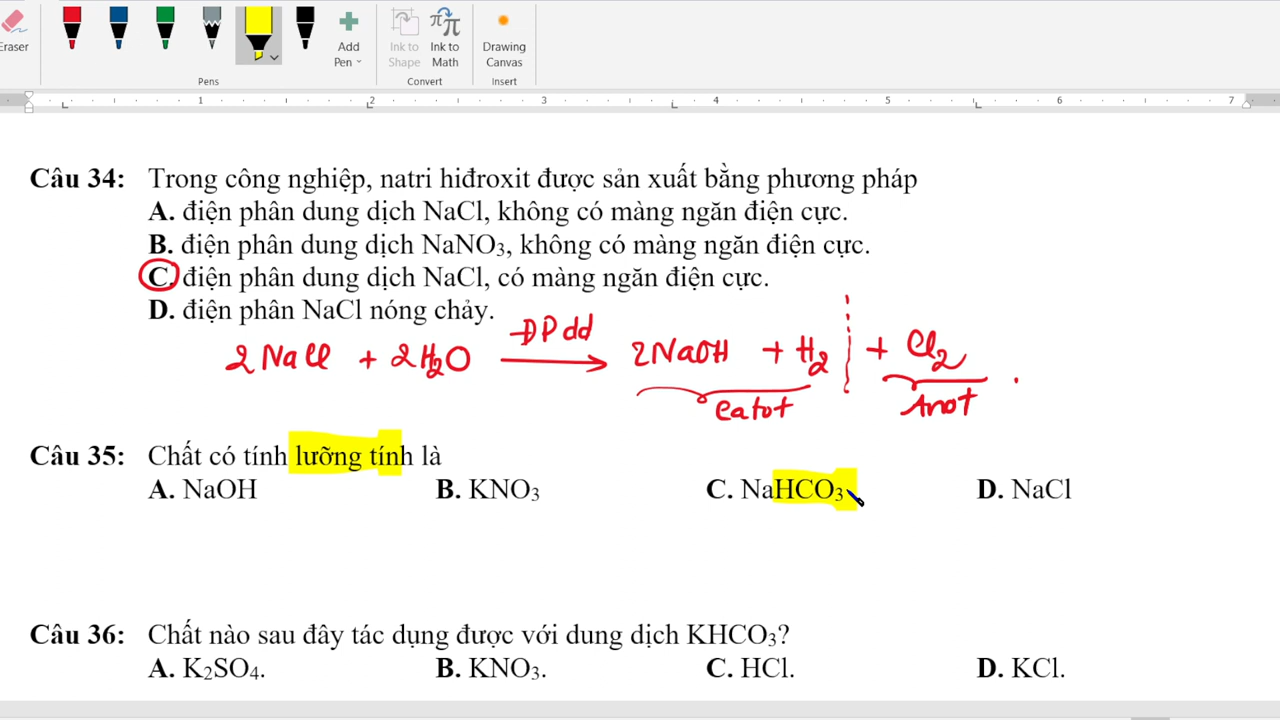 Eraser
Add Pen
Ink to Shape
Ink to Math
Drawing Canvas
Pens
Convert
Insert
1 2 3 4 5 6 7
Câu 34: Trong công nghiệp, natri hiđroxit được sản xuất bằng phương pháp
A. điện phân dung dịch NaCl, không có màng ngăn điện cực.
B. điện phân dung dịch NaNO₃, không có màng ngăn điện cực.
C. điện phân dung dịch NaCl, có màng ngăn điện cực.
D. điện phân NaCl nóng chảy.
ĐPdd
2NaCl + 2H₂O → 2NaOH + H₂ + Cl₂
Catot Anot
Câu 35: Chất có tính lưỡng tính là
A. NaOH B. KNO₃ C. NaHCO₃ D. NaCl
Câu 36: Chất nào sau đây tác dụng được với dung dịch KHCO₃?
A. K₂SO₄. B. KNO₃. C. HCl. D. KCl.